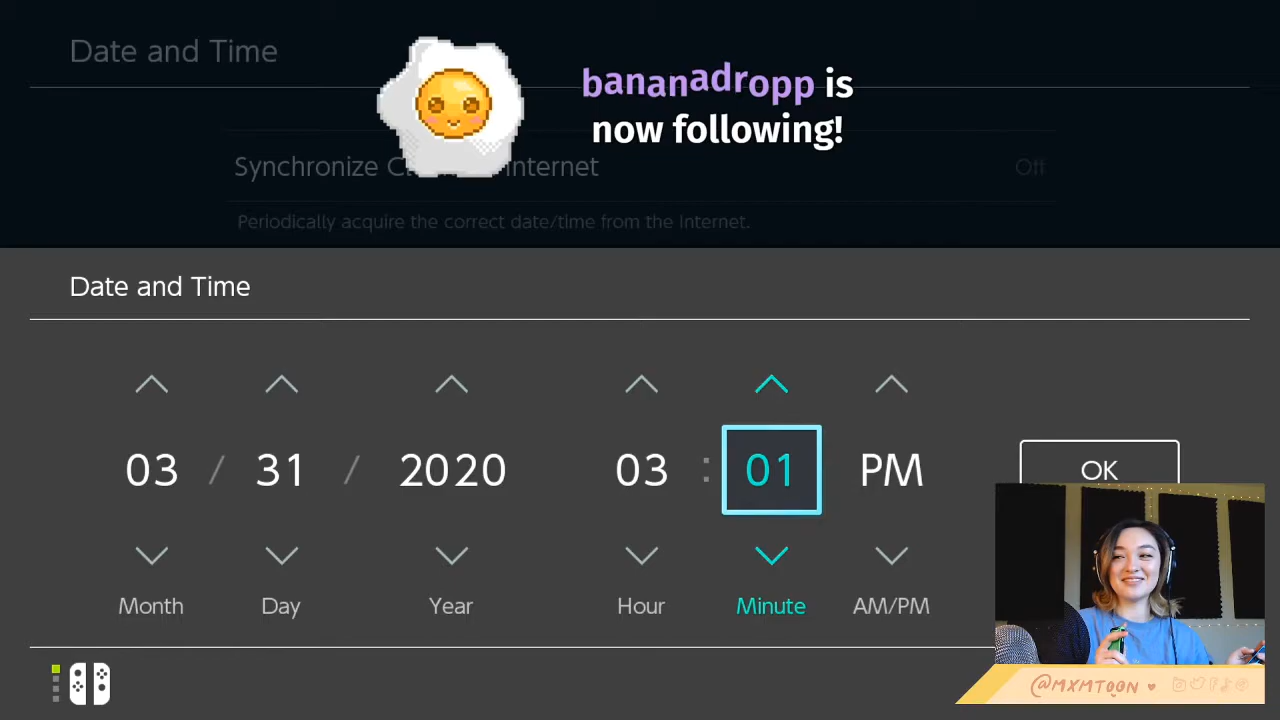 Date and Time
bananadropp is
now following!
Synchronize Internet
Off
Periodically acquire the correct date/time from the Internet.
Date and Time
03 / 31 / 2020 03 : 01 PM OK
Month Day Year Hour Minute AM/PM
@MXMTOON